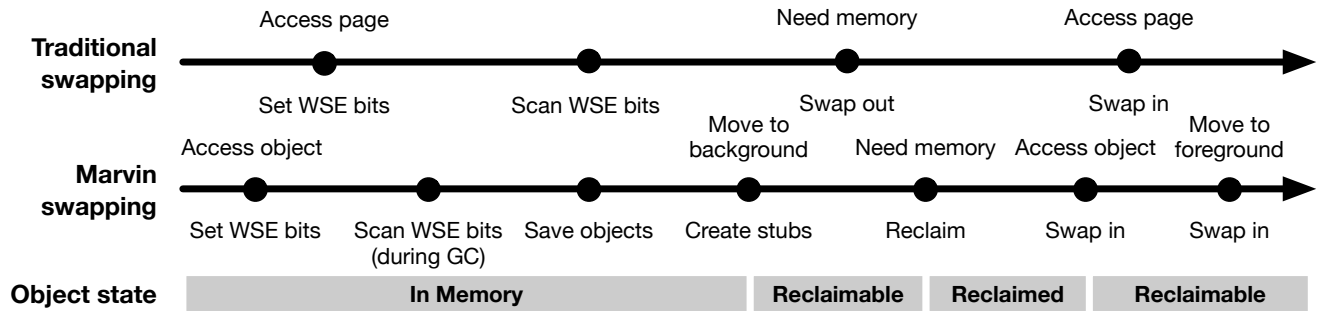 Access page
Need memory
Access page
Traditional
swapping
Set WSE bits
Scan WSE bits
Swap out
Swap in
Access object
Move to
background
Need memory
Access object
Move to
foreground
Marvin
swapping
Set WSE bits
Scan WSE bits
(during GC)
Save objects
Create stubs
Reclaim
Swap in
Swap in
Object state
In Memory
Reclaimable
Reclaimed
Reclaimable